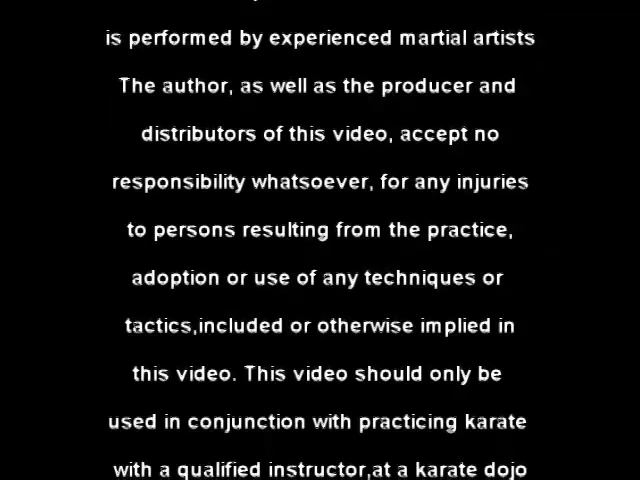 is performed by experienced martial artists
The author, as well as the producer and
distributors of this video, accept no
responsibility whatsoever, for any injuries
to persons resulting from the practice,
adoption or use of any techniques or
tactics,included or otherwise implied in
this video. This video should only be
used in conjunction with practicing karate
with a qualified instructor,at a karate dojo